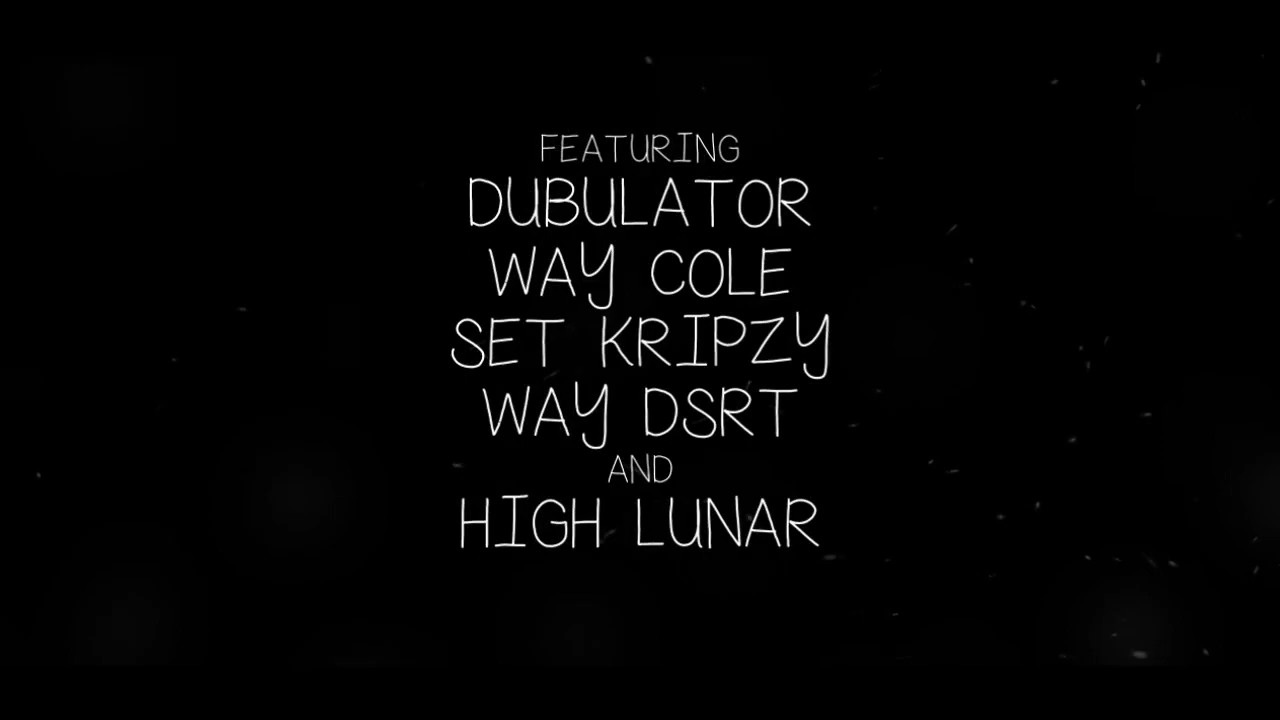 FEATURING
DUBULATOR
WAY COLE
SET KRIPZY
WAY DSRT
AND
HIGH LUNAR